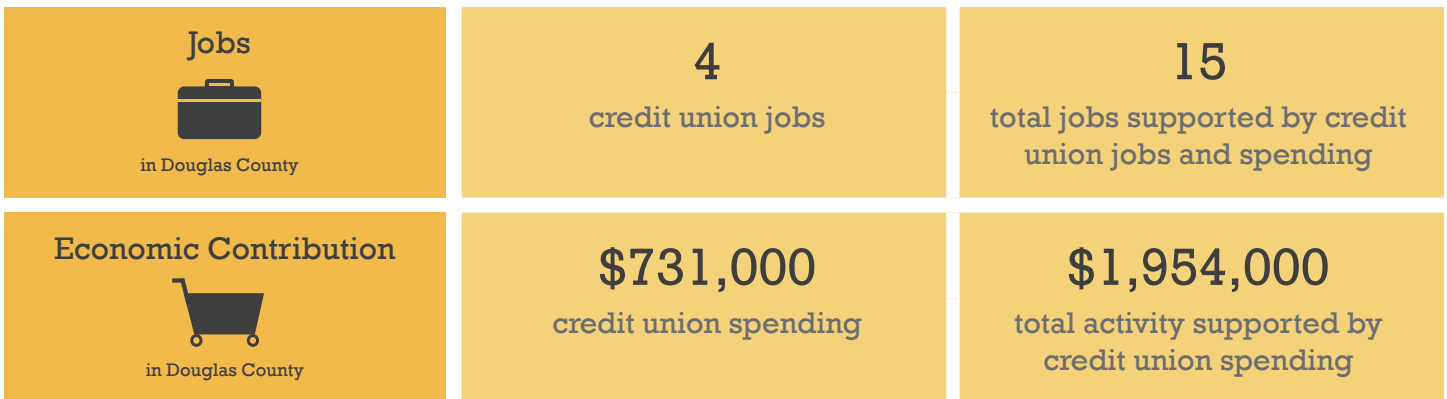 Jobs
in Douglas County
4
credit union jobs
15
total jobs supported by credit
union jobs and spending
Economic Contribution
in Douglas County
$731,000
credit union spending
$1,954,000
total activity supported by
credit union spending